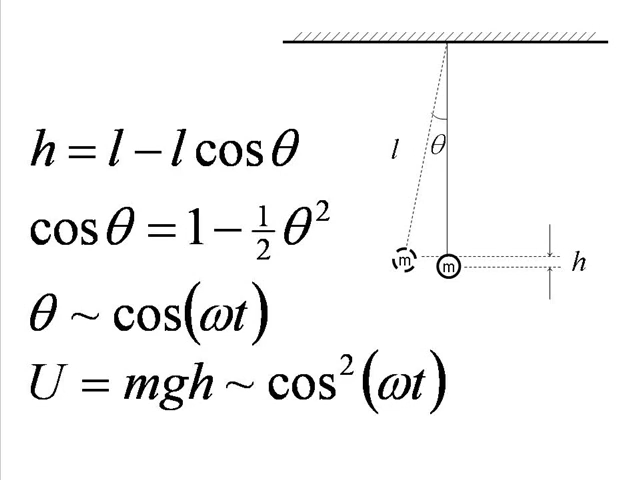 h = l − l cos θ
cos θ = 1 − ½ θ²
θ ~ cos(ωt)
U = mgh ~ cos²(ωt)
l θ
m
m
h